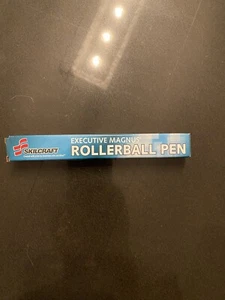 SKILCRAFT
EXECUTIVE MAGNUS
ROLLERBALL PEN